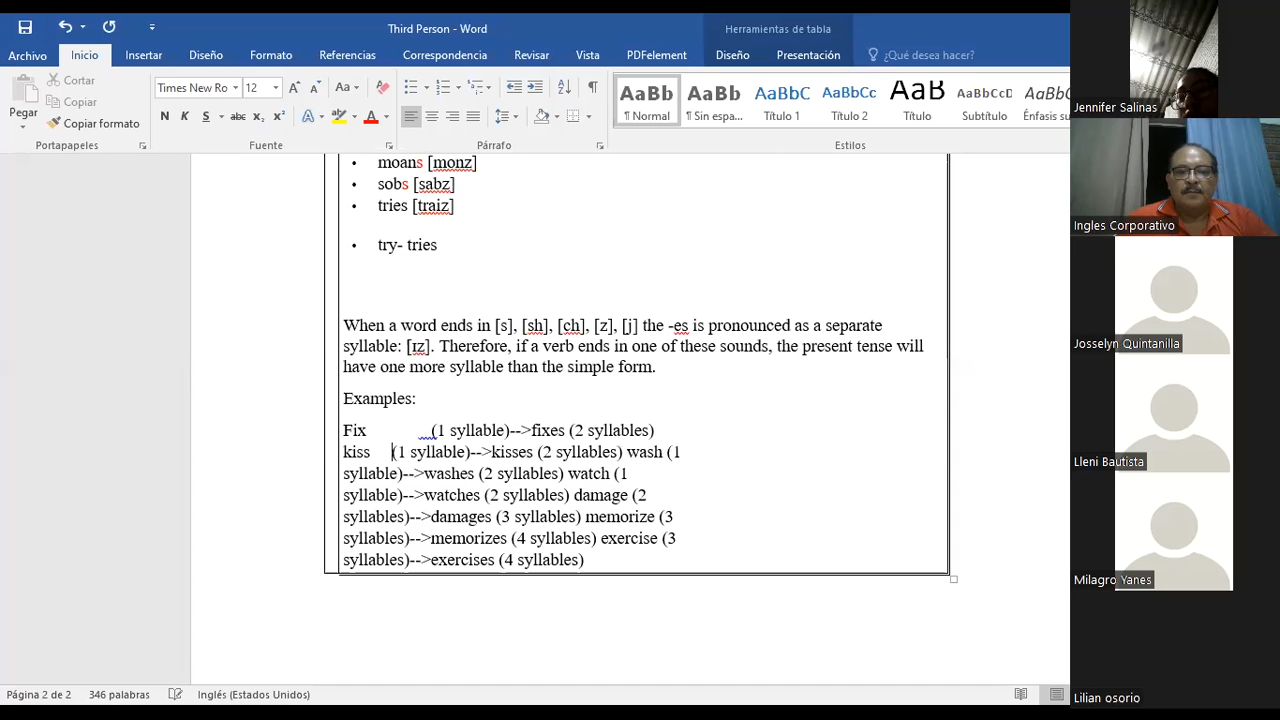 Third Person - Word
Herramientas de tabla
Archivo
Inicio
Insertar
Diseño
Formato
Referencias
Correspondencia
Revisar
Vista
PDFelement
Diseño
Presentación
¿Qué desea hacer?
Pegar
Cortar
Copiar
Copiar formato
Portapapeles
Times New Ro
12
Aa
N K S abc x₂ x²
A
A
Fuente
Párrafo
AaBb
¶ Normal
AaBb
¶ Sin espa...
AaBbC
Título 1
AaBbCc
Título 2
AaB
Título
AaBbCcD
Subtítulo
AaBbCc
Énfasis su
Estilos
• moans [monz]
• sobs [sabz]
• tries [traiz]
• try- tries
When a word ends in [s], [sh], [ch], [z], [j] the -es is pronounced as a separate
syllable: [ɪz]. Therefore, if a verb ends in one of these sounds, the present tense will
have one more syllable than the simple form.
Examples:
Fix (1 syllable)-->fixes (2 syllables)
kiss (1 syllable)-->kisses (2 syllables) wash (1
syllable)-->washes (2 syllables) watch (1
syllable)-->watches (2 syllables) damage (2
syllables)-->damages (3 syllables) memorize (3
syllables)-->memorizes (4 syllables) exercise (3
syllables)-->exercises (4 syllables)
Página 2 de 2
346 palabras
Inglés (Estados Unidos)
Jennifer Salinas
Ingles Corporativo
Josselyn Quintanilla
Lleni Bautista
Milagro Yanes
Lilian osorio